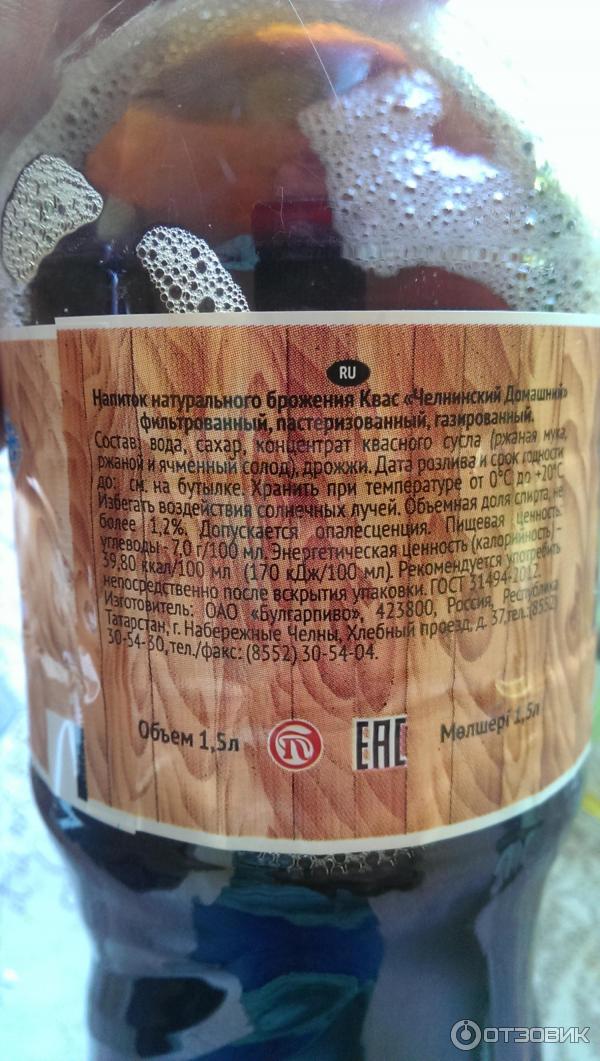 RU
Напиток натурального брожения Квас «Челнинский Домашний»
фильтрованный, пастеризованный, газированный.
Состав: вода, сахар, концентрат квасного сусла (ржаная мука,
ржаной и ячменный солод), дрожжи. Дата розлива и срок годности
до: см. на бутылке. Хранить при температуре от 0°С до +20°С.
Избегать воздействия солнечных лучей. Объемная доля спирта, не
более 1,2%. Допускается опалесценция. Пищевая ценность:
углеводы - 7,0 г/100 мл. Энергетическая ценность (калорийность) -
39,80 ккал/100 мл (170 кДж/100 мл). Рекомендуется употребить
непосредственно после вскрытия упаковки. ГОСТ 31494-2012.
Изготовитель: ОАО «Булгарпиво», 423800, Россия, Республика
Татарстан, г. Набережные Челны, Хлебный проезд, д. 37,тел.:(8552)
30-54-30,тел./факс: (8552) 30-54-04.
Объем 1,5л
ЕАС
Мөлшері 1,5л
ОТЗОВИК